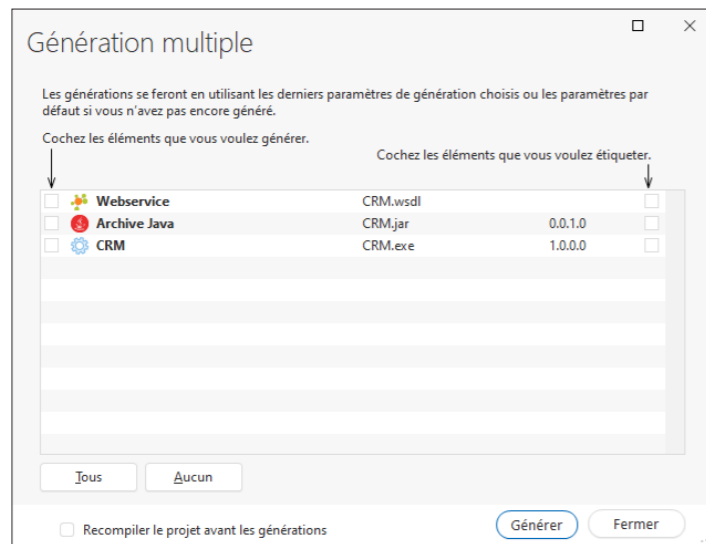 Génération multiple
Les générations se feront en utilisant les derniers paramètres de génération choisis ou les paramètres par
défaut si vous n'avez pas encore généré.
Cochez les éléments que vous voulez générer.
Cochez les éléments que vous voulez étiqueter.
Webservice CRM.wsdl
Archive Java CRM.jar 0.0.1.0
CRM CRM.exe 1.0.0.0
Tous Aucun
Recompiler le projet avant les générations
Générer Fermer